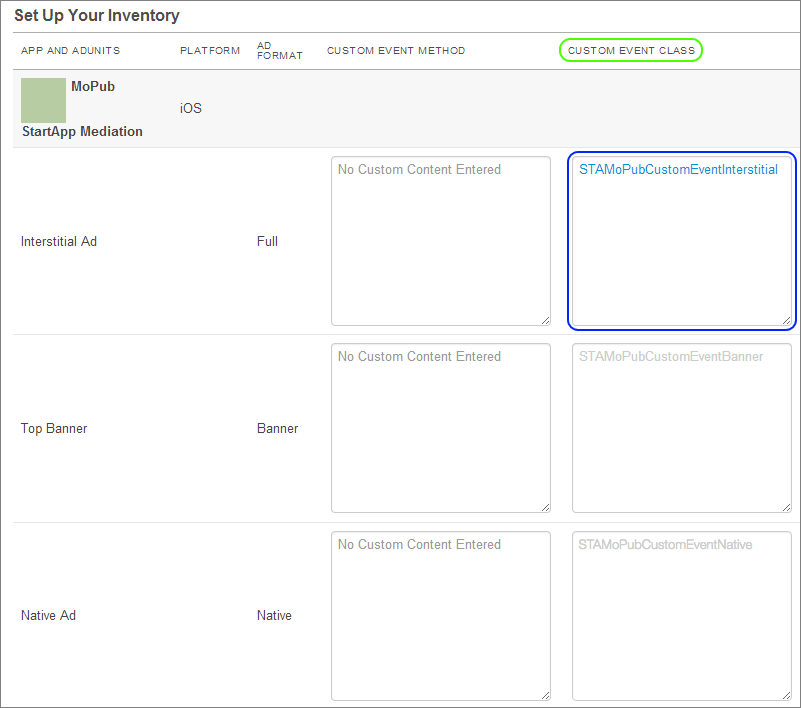 Set Up Your Inventory
APP AND ADUNITS PLATFORM AD FORMAT CUSTOM EVENT METHOD CUSTOM EVENT CLASS
MoPub
iOS
StartApp Mediation
No Custom Content Entered STAMoPubCustomEventInterstitial
Interstitial Ad Full
No Custom Content Entered STAMoPubCustomEventBanner
Top Banner Banner
No Custom Content Entered STAMoPubCustomEventNative
Native Ad Native